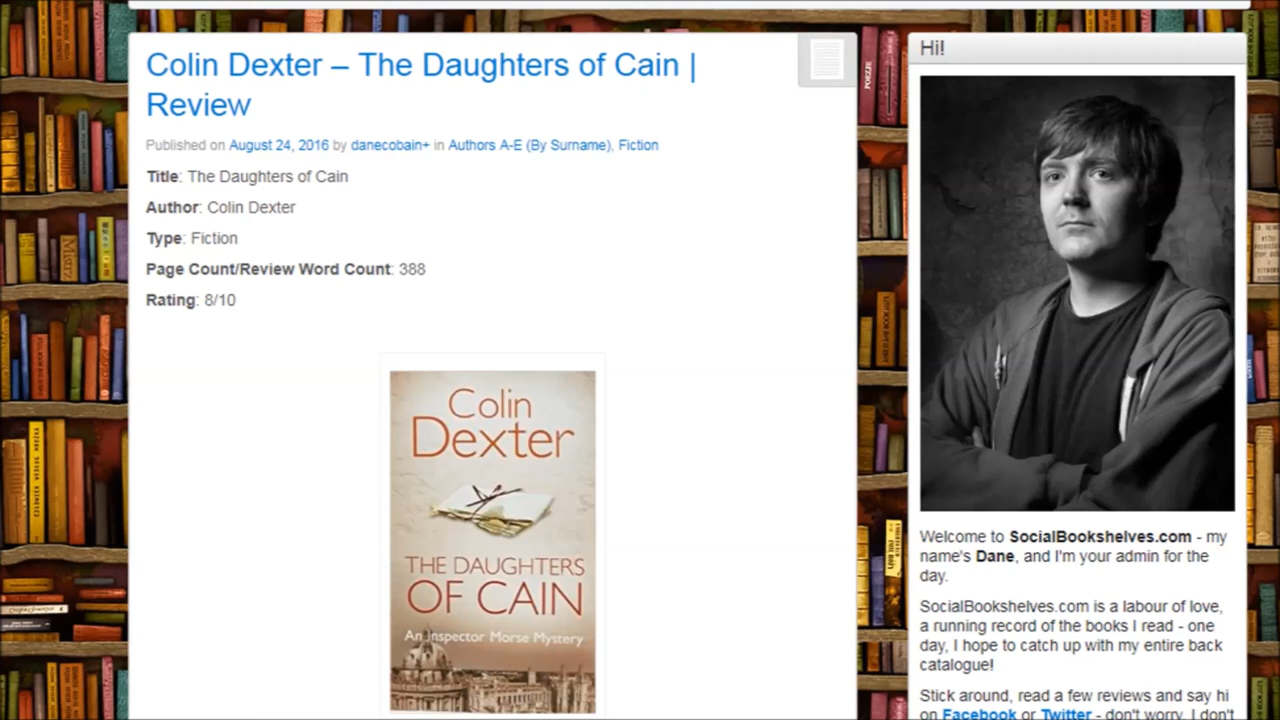 Colin Dexter – The Daughters of Cain |
Review
Published on August 24, 2016 by danecobain+ in Authors A-E (By Surname), Fiction
Title: The Daughters of Cain
Author: Colin Dexter
Type: Fiction
Page Count/Review Word Count: 388
Rating: 8/10
Colin
Dexter
THE DAUGHTERS
OF CAIN
An Inspector Morse Mystery
Hi!
Welcome to SocialBookshelves.com - my
name's Dane, and I'm your admin for the
day.
SocialBookshelves.com is a labour of love,
a running record of the books I read - one
day, I hope to catch up with my entire back
catalogue!
Stick around, read a few reviews and say hi
on Facebook or Twitter - don't worry, I don't